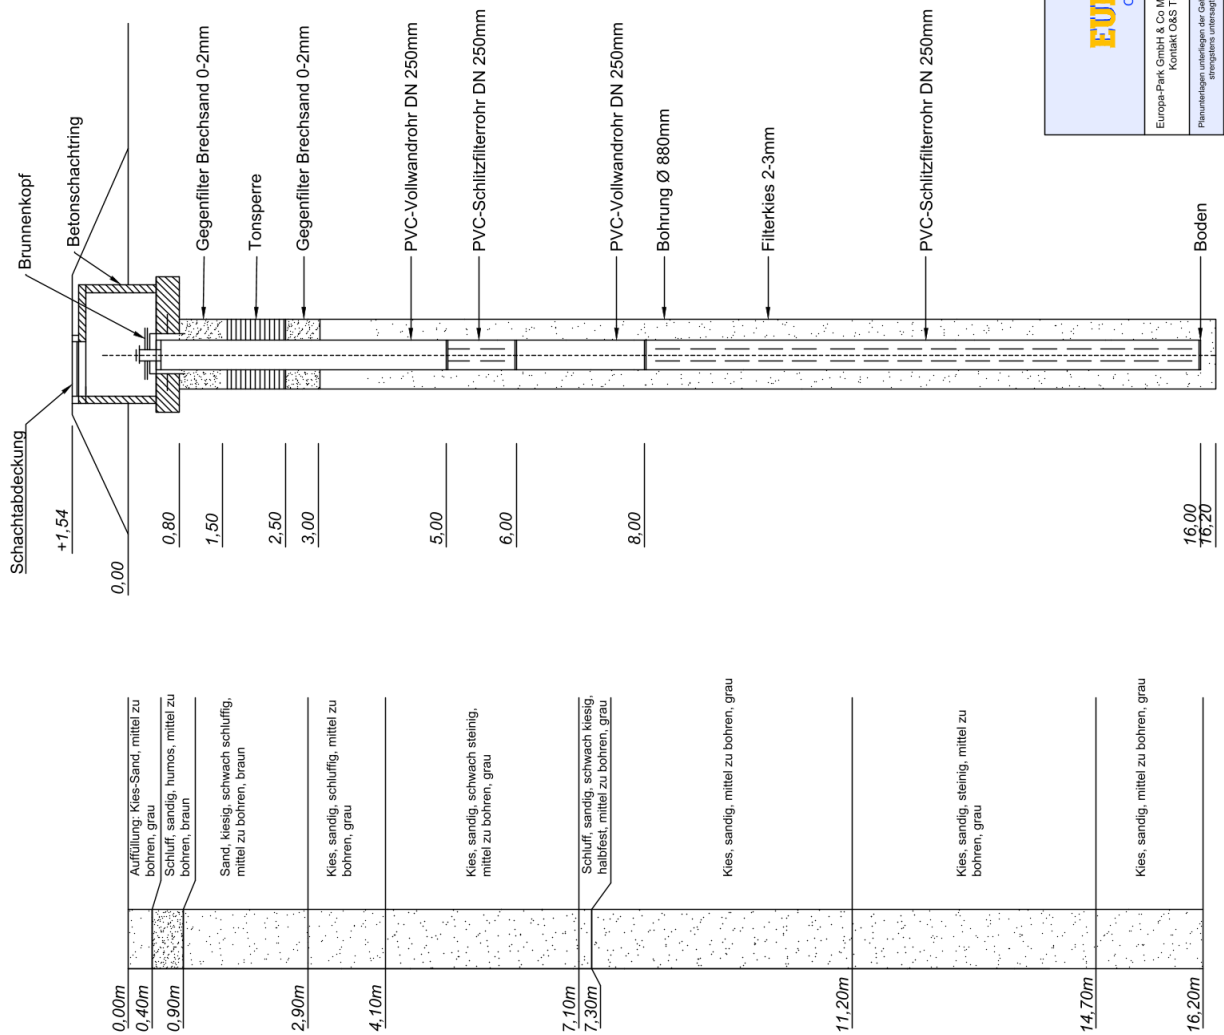 Schachtabdeckung
Brunnenkopf
Betonschachtring
Gegenfilter Brechsand 0-2mm
Tonsperre
Gegenfilter Brechsand 0-2mm
PVC-Vollwandrohr DN 250mm
PVC-Schlitzfilterrohr DN 250mm
PVC-Vollwandrohr DN 250mm
Bohrung Ø 880mm
Filterkies 2-3mm
PVC-Schlitzfilterrohr DN 250mm
Boden
+1,54
0,00
0,80
1,50
2,50
3,00
5,00
6,00
8,00
16,00
16,20
0,00m
Auffüllung: Kies-Sand, mittel zu
bohren, grau
0,40m
Schluff, sandig, humos, mittel zu
bohren, braun
0,90m
Sand, kiesig, schwach schluffig,
mittel zu bohren, braun
2,90m
Kies, sandig, schluffig, mittel zu
bohren, grau
4,10m
Kies, sandig, schwach steinig,
mittel zu bohren, grau
7,10m
Schluff, sandig, schwach kiesig,
halbfest, mittel zu bohren, grau
7,30m
Kies, sandig, mittel zu bohren, grau
11,20m
Kies, sandig, steinig, mittel zu
bohren, grau
14,70m
Kies, sandig, mittel zu bohren, grau
16,20m
Europa-Park GmbH & Co M
Kontakt O&S T
Planunterlagen unterliegen der
strengstens untersagt